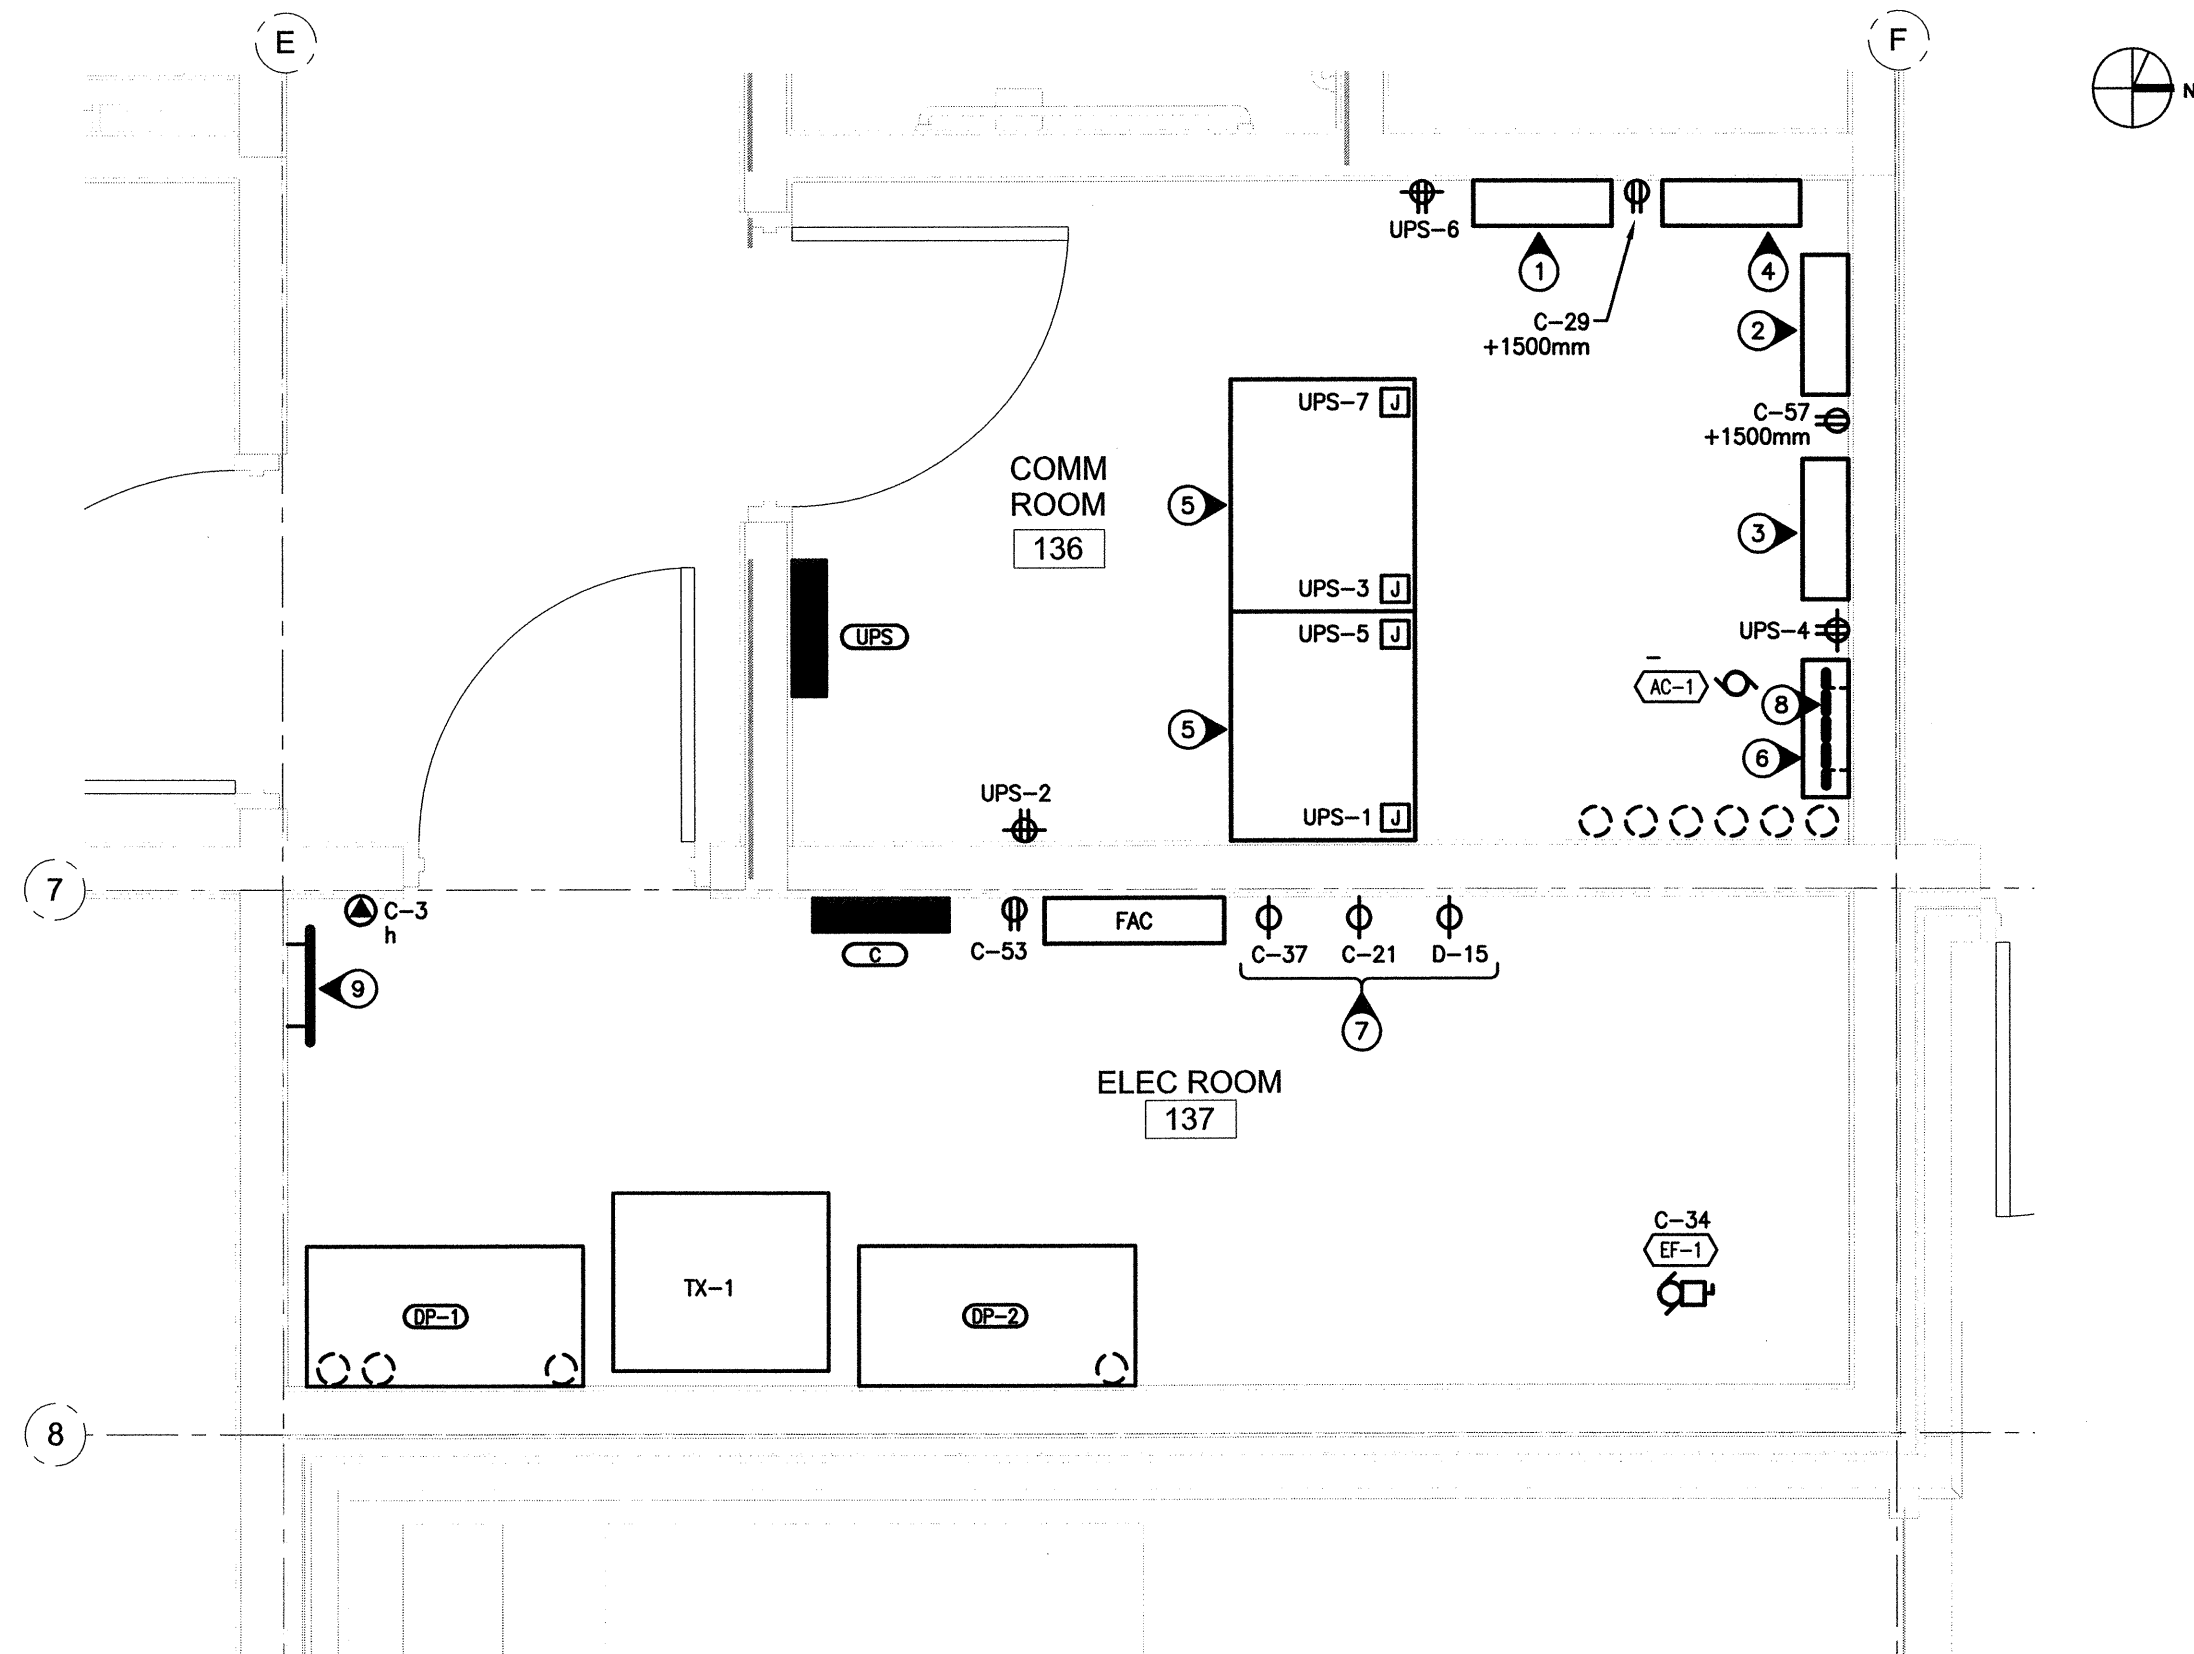 E
F
N
UPS-6
1
4
C-29
+1500mm
2
UPS-7 J
C-57
+1500mm
COMM
ROOM
136
5
3
UPS-3 J
UPS-5 J
UPS-4
UPS
AC-1
8
5
6
UPS-2
UPS-1 J
7
C-3
h
FAC
C
C-53
C-37
C-21
D-15
9
7
ELEC ROOM
137
C-34
EF-1
TX-1
DP-1
DP-2
8